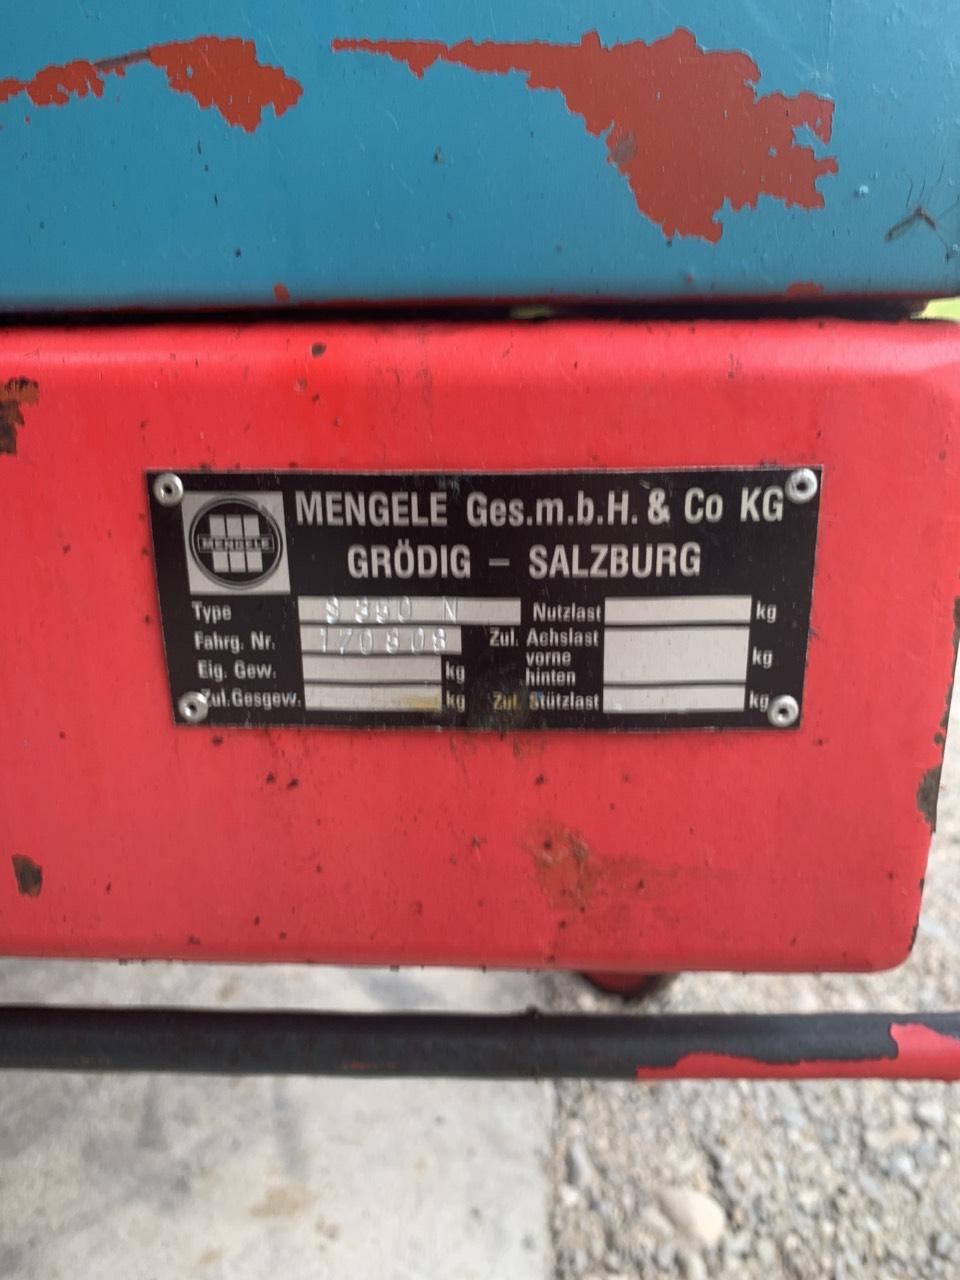 MENGELE Ges.m.b.H. & Co KG
MENGELE
GRÖDIG – SALZBURG
Type S 350 N Nutzlast kg
Fahrg. Nr. 170808 Zul. Achslast
vorne kg
Eig. Gew. kg hinten
Zul. Gesgew. kg Zul. Stützlast kg